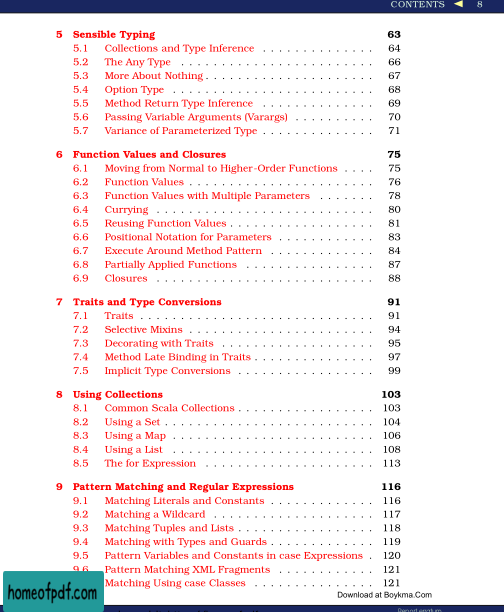 CONTENTS ◀ 8
5 Sensible Typing 63
5.1 Collections and Type Inference . . . . . . . . . . . . . . 64
5.2 The Any Type . . . . . . . . . . . . . . . . . . . . . . . . 66
5.3 More About Nothing . . . . . . . . . . . . . . . . . . . . . 67
5.4 Option Type . . . . . . . . . . . . . . . . . . . . . . . . . 68
5.5 Method Return Type Inference . . . . . . . . . . . . . . . 69
5.6 Passing Variable Arguments (Varargs) . . . . . . . . . . 70
5.7 Variance of Parameterized Type . . . . . . . . . . . . . . 71
6 Function Values and Closures 75
6.1 Moving from Normal to Higher-Order Functions . . . . 75
6.2 Function Values . . . . . . . . . . . . . . . . . . . . . . . 76
6.3 Function Values with Multiple Parameters . . . . . . . 78
6.4 Currying . . . . . . . . . . . . . . . . . . . . . . . . . . . 80
6.5 Reusing Function Values . . . . . . . . . . . . . . . . . . 81
6.6 Positional Notation for Parameters . . . . . . . . . . . . 83
6.7 Execute Around Method Pattern . . . . . . . . . . . . . 84
6.8 Partially Applied Functions . . . . . . . . . . . . . . . . 87
6.9 Closures . . . . . . . . . . . . . . . . . . . . . . . . . . . 88
7 Traits and Type Conversions 91
7.1 Traits . . . . . . . . . . . . . . . . . . . . . . . . . . . . . 91
7.2 Selective Mixins . . . . . . . . . . . . . . . . . . . . . . . 94
7.3 Decorating with Traits . . . . . . . . . . . . . . . . . . . 95
7.4 Method Late Binding in Traits . . . . . . . . . . . . . . . 97
7.5 Implicit Type Conversions . . . . . . . . . . . . . . . . . 99
8 Using Collections 103
8.1 Common Scala Collections . . . . . . . . . . . . . . . . . 103
8.2 Using a Set . . . . . . . . . . . . . . . . . . . . . . . . . . 104
8.3 Using a Map . . . . . . . . . . . . . . . . . . . . . . . . . 106
8.4 Using a List . . . . . . . . . . . . . . . . . . . . . . . . . 108
8.5 The for Expression . . . . . . . . . . . . . . . . . . . . . 113
9 Pattern Matching and Regular Expressions 116
9.1 Matching Literals and Constants . . . . . . . . . . . . . 116
9.2 Matching a Wildcard . . . . . . . . . . . . . . . . . . . . 117
9.3 Matching Tuples and Lists . . . . . . . . . . . . . . . . . 118
9.4 Matching with Types and Guards . . . . . . . . . . . . . 119
9.5 Pattern Variables and Constants in case Expressions . 120
9.6 Pattern Matching XML Fragments . . . . . . . . . . . . 121
Matching Using case Classes . . . . . . . . . . . . . . . . 121
homeofpdf.com
Download at Boykma.Com